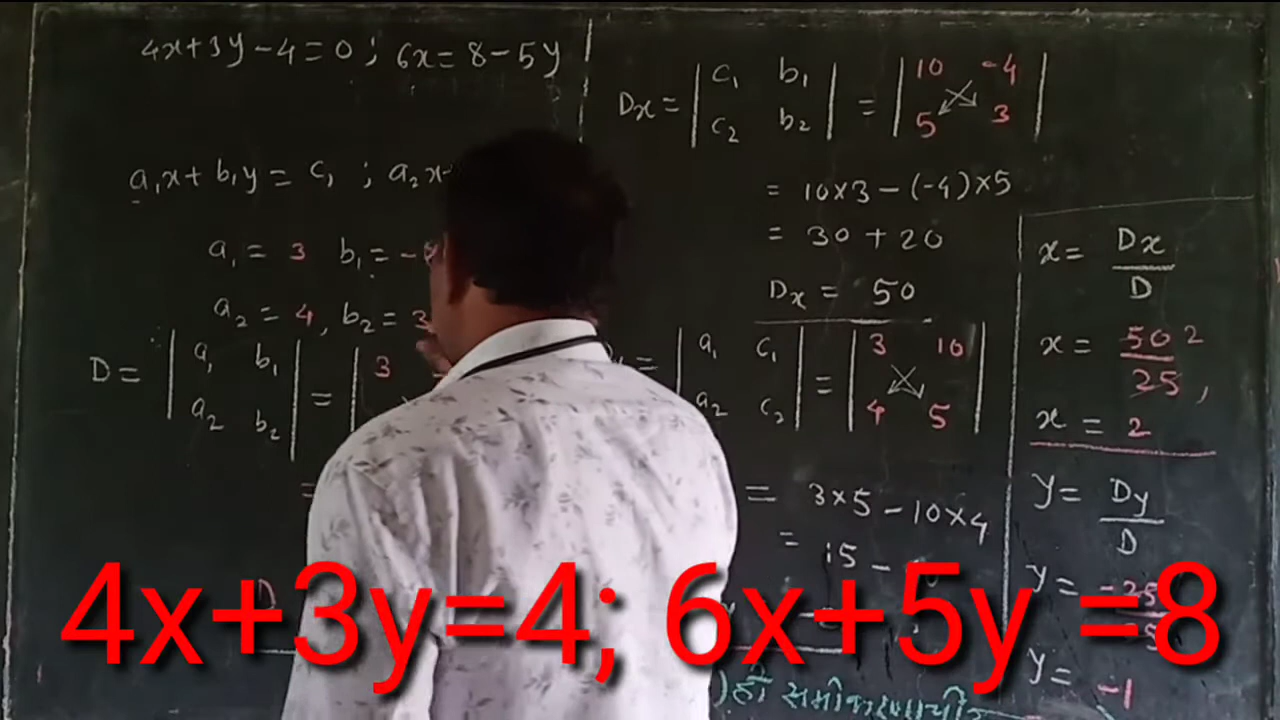 4x+3y-4=0 ; 6x=8-5y
a₁x+b₁y=c₁ ; a₂x
a₁ = 3 b₁ = -
a₂ = 4, b₂ = 3
D = | a₁ b₁ | = | 3
a₂ b₂
=
D
Dx = | c₁ b₁ | = | 10 -4 |
c₂ b₂ 5 3
= 10×3-(-4)×5
= 30+20
Dx = 50
= | a₁ c₁ | = | 3 10 |
a₂ c₂ 4 5
= 3×5-10×4
= 15 -
x = Dx
D
x = 50 2
25,
x = 2
y = Dy
D
y = -25
25
y = -1
4x+3y=4; 6x+5y =8